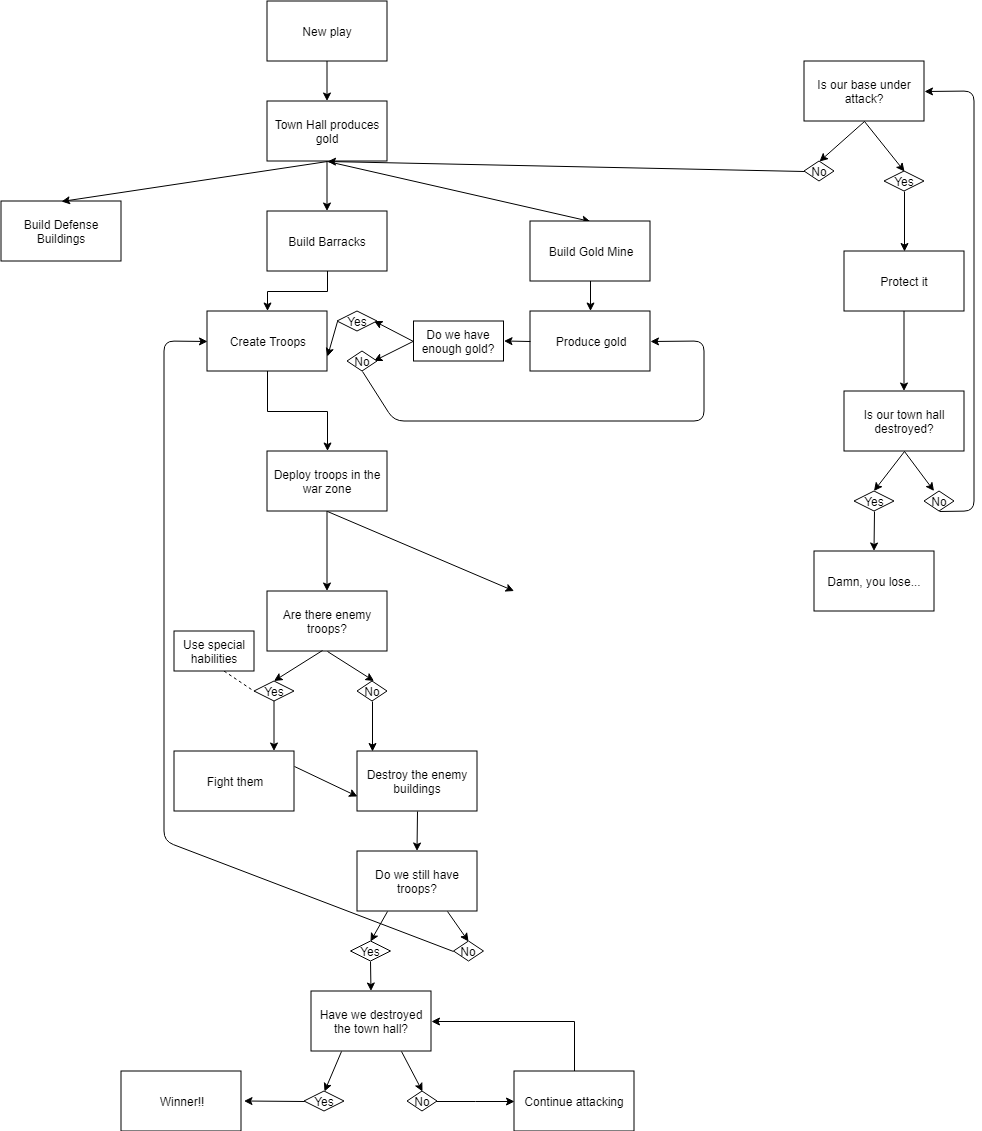 New play
Is our base under
attack?
Town Hall produces
gold
No
Yes
Build Defense
Buildings
Build Barracks
Build Gold Mine
Protect it
Create Troops
Yes
No
Do we have
enough gold?
Produce gold
Is our town hall
destroyed?
Deploy troops in the
war zone
Yes
No
Damn, you lose...
Are there enemy
troops?
Use special
habilities
Yes
No
Fight them
Destroy the enemy
buildings
Do we still have
troops?
Yes
No
Have we destroyed
the town hall?
Winner!!
Yes
No
Continue attacking